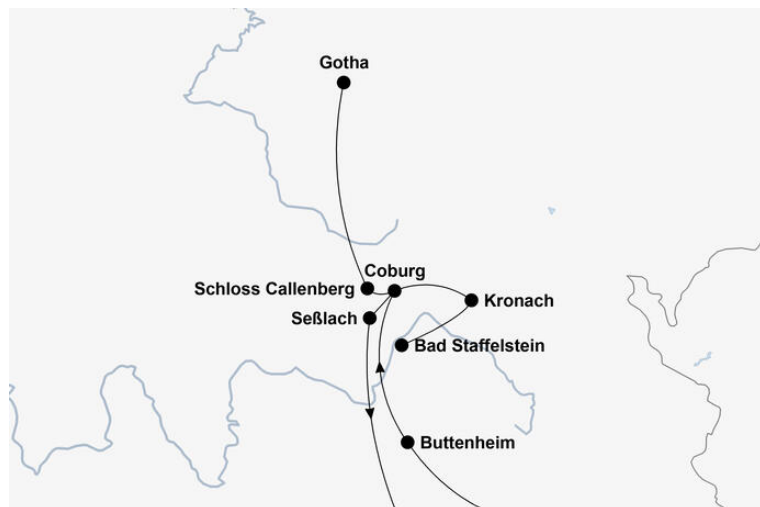 Gotha
Coburg
Schloss Callenberg
Kronach
Seßlach
Bad Staffelstein
Buttenheim